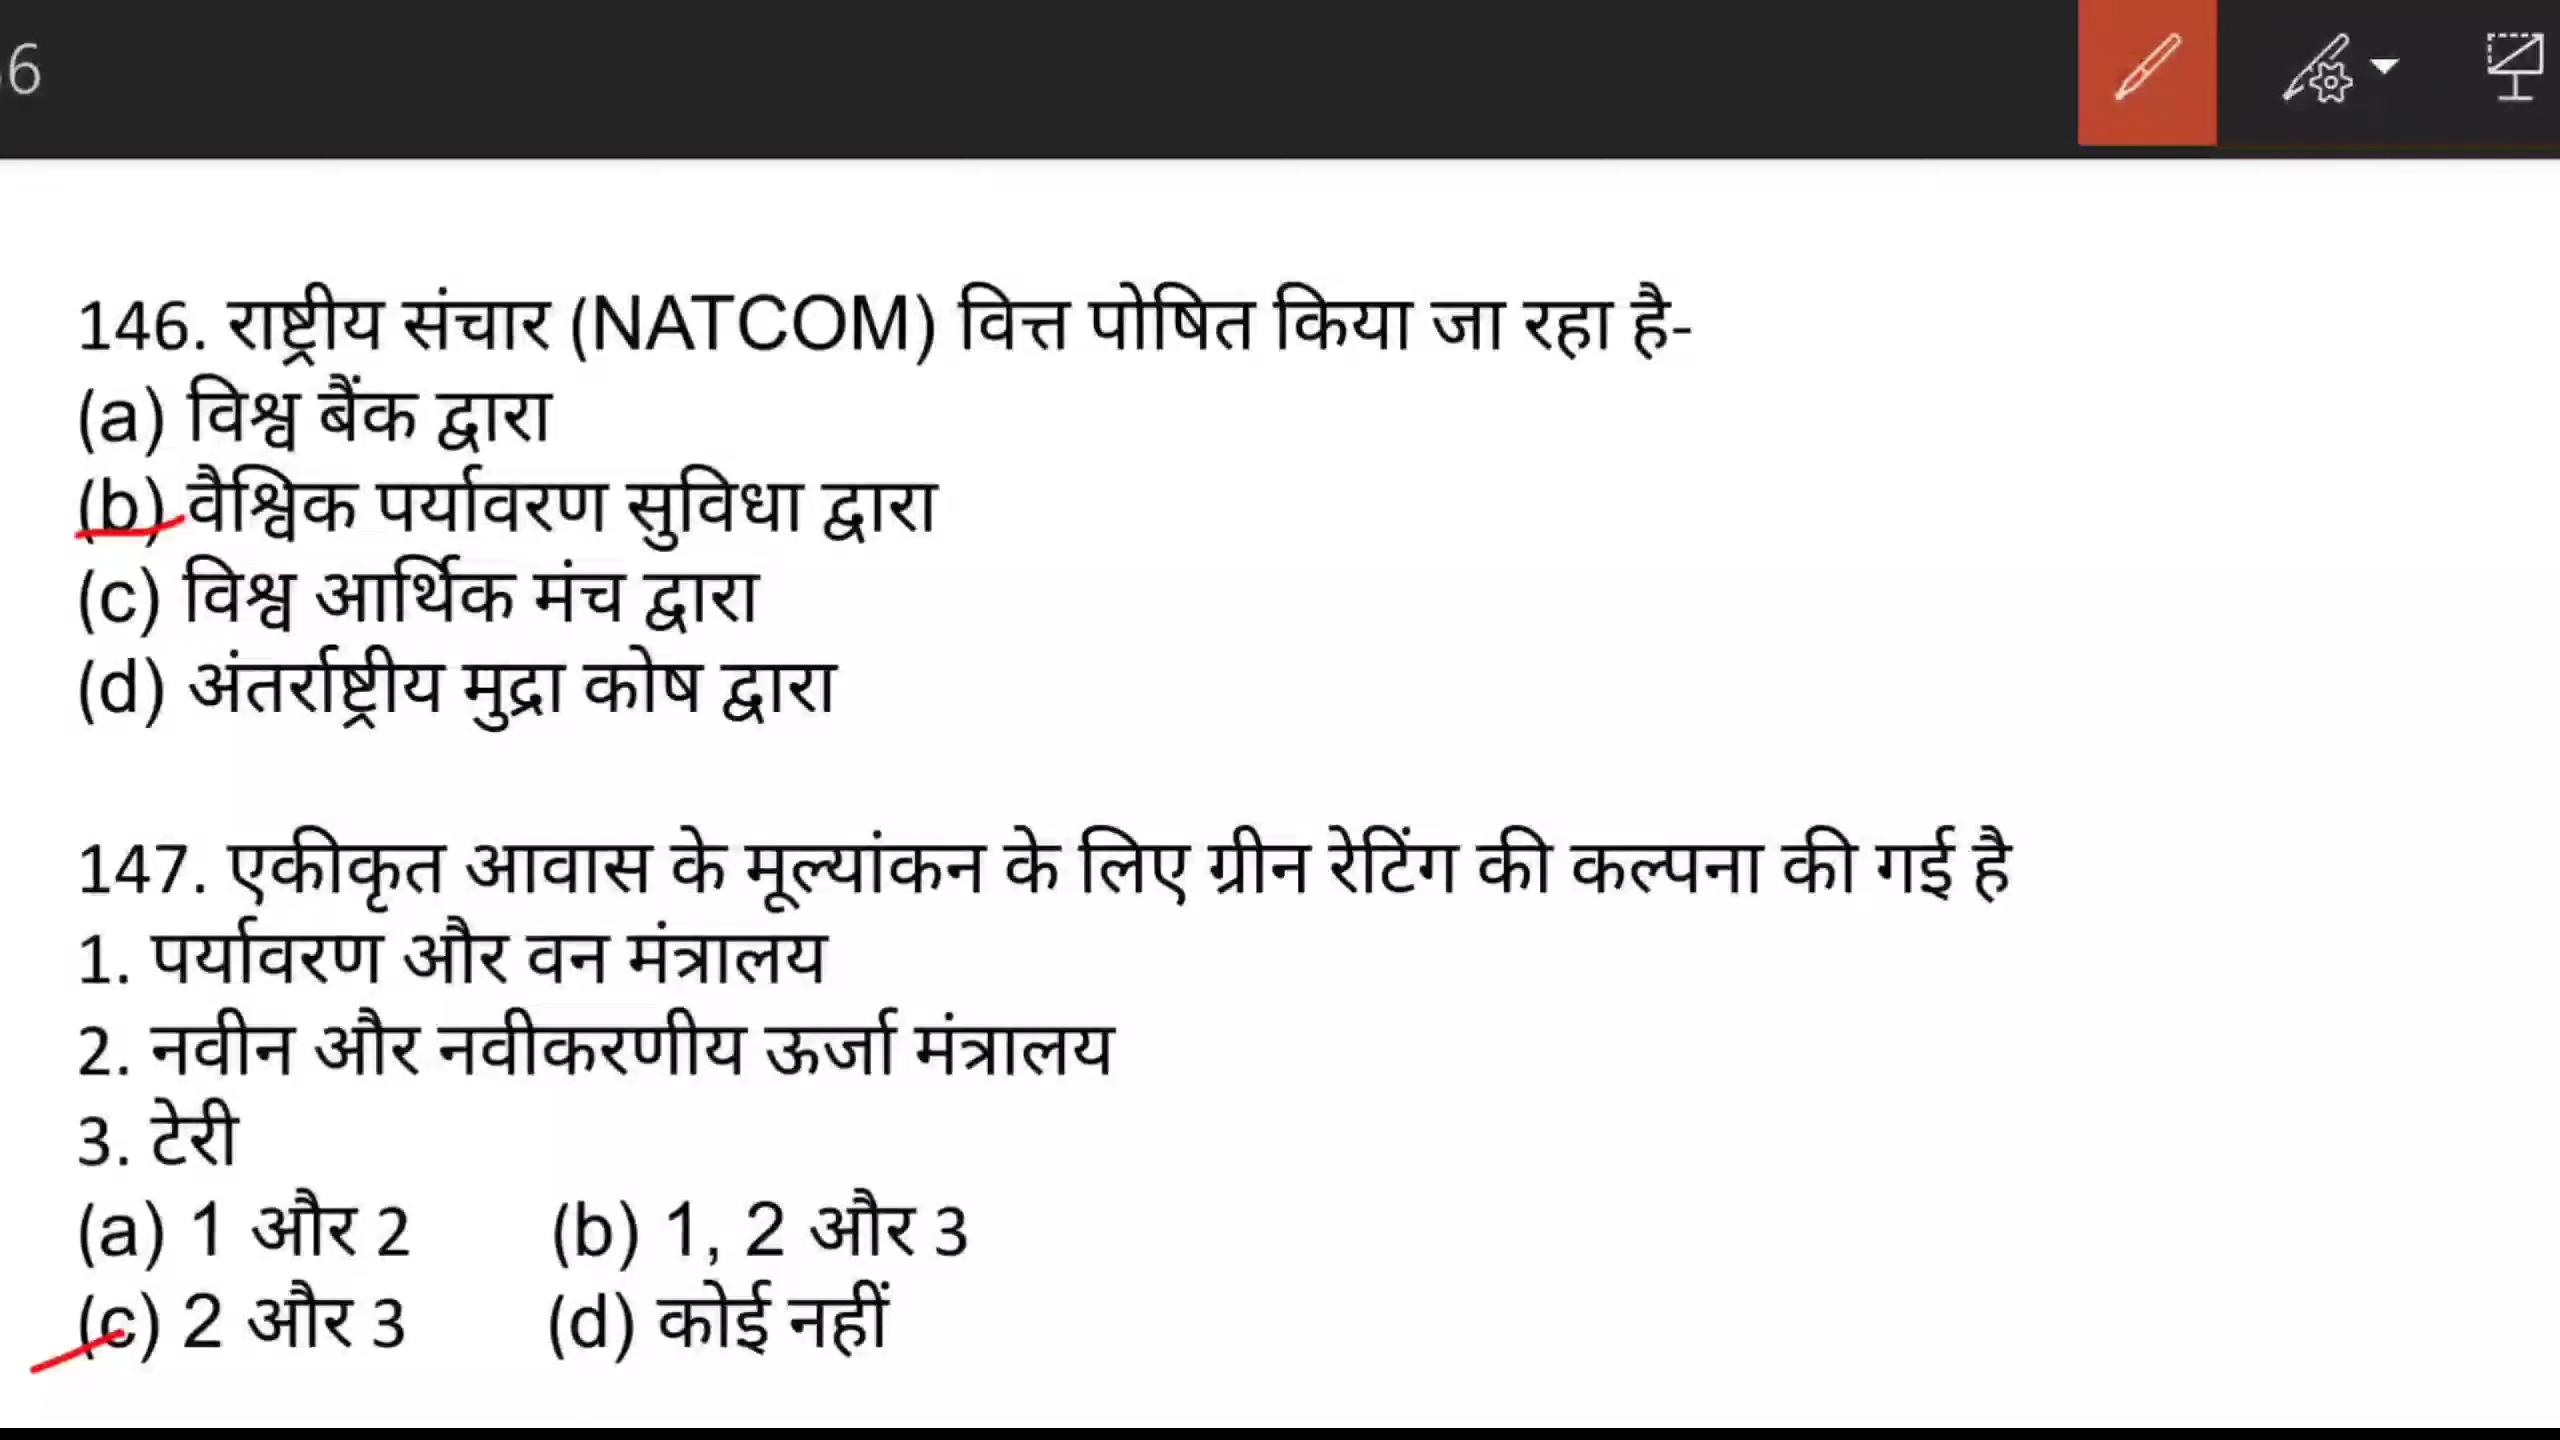 6
146. राष्ट्रीय संचार (NATCOM) वित्त पोषित किया जा रहा है-
(a) विश्व बैंक द्वारा
(b) वैश्विक पर्यावरण सुविधा द्वारा
(c) विश्व आर्थिक मंच द्वारा
(d) अंतर्राष्ट्रीय मुद्रा कोष द्वारा
147. एकीकृत आवास के मूल्यांकन के लिए ग्रीन रेटिंग की कल्पना की गई है
1. पर्यावरण और वन मंत्रालय
2. नवीन और नवीकरणीय ऊर्जा मंत्रालय
3. टेरी
(a) 1 और 2 (b) 1, 2 और 3
(c) 2 और 3 (d) कोई नहीं